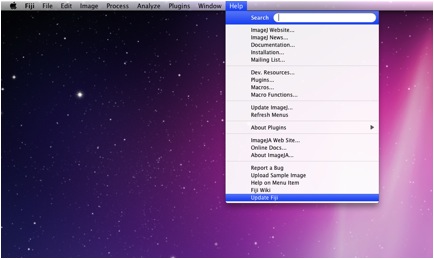 Fiji File Edit Image Process Analyze Plugins Window Help
Search
ImageJ Website...
ImageJ News...
Documentation...
Installation...
Mailing List...
Dev. Resources...
Plugins...
Macros...
Macro Functions...
Update ImageJ...
Refresh Menus
About Plugins
ImageJA Web Site...
Online Docs...
About ImageJA...
Report a Bug
Upload Sample Image
Help on Menu Item
Fiji Wiki
Update Fiji